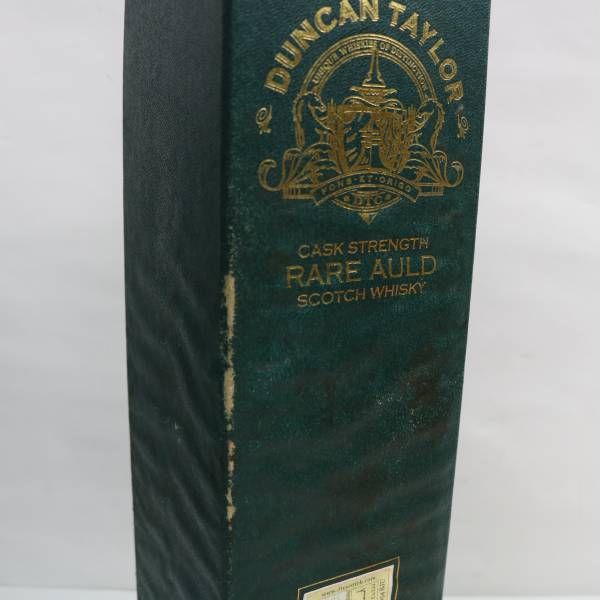 DUNCAN TAYLOR
UNIQUE WHISKIES OF DISTINCTION
FONS·ET·ORIGO
DTC
CASK STRENGTH
RARE AULD
SCOTCH WHISKY